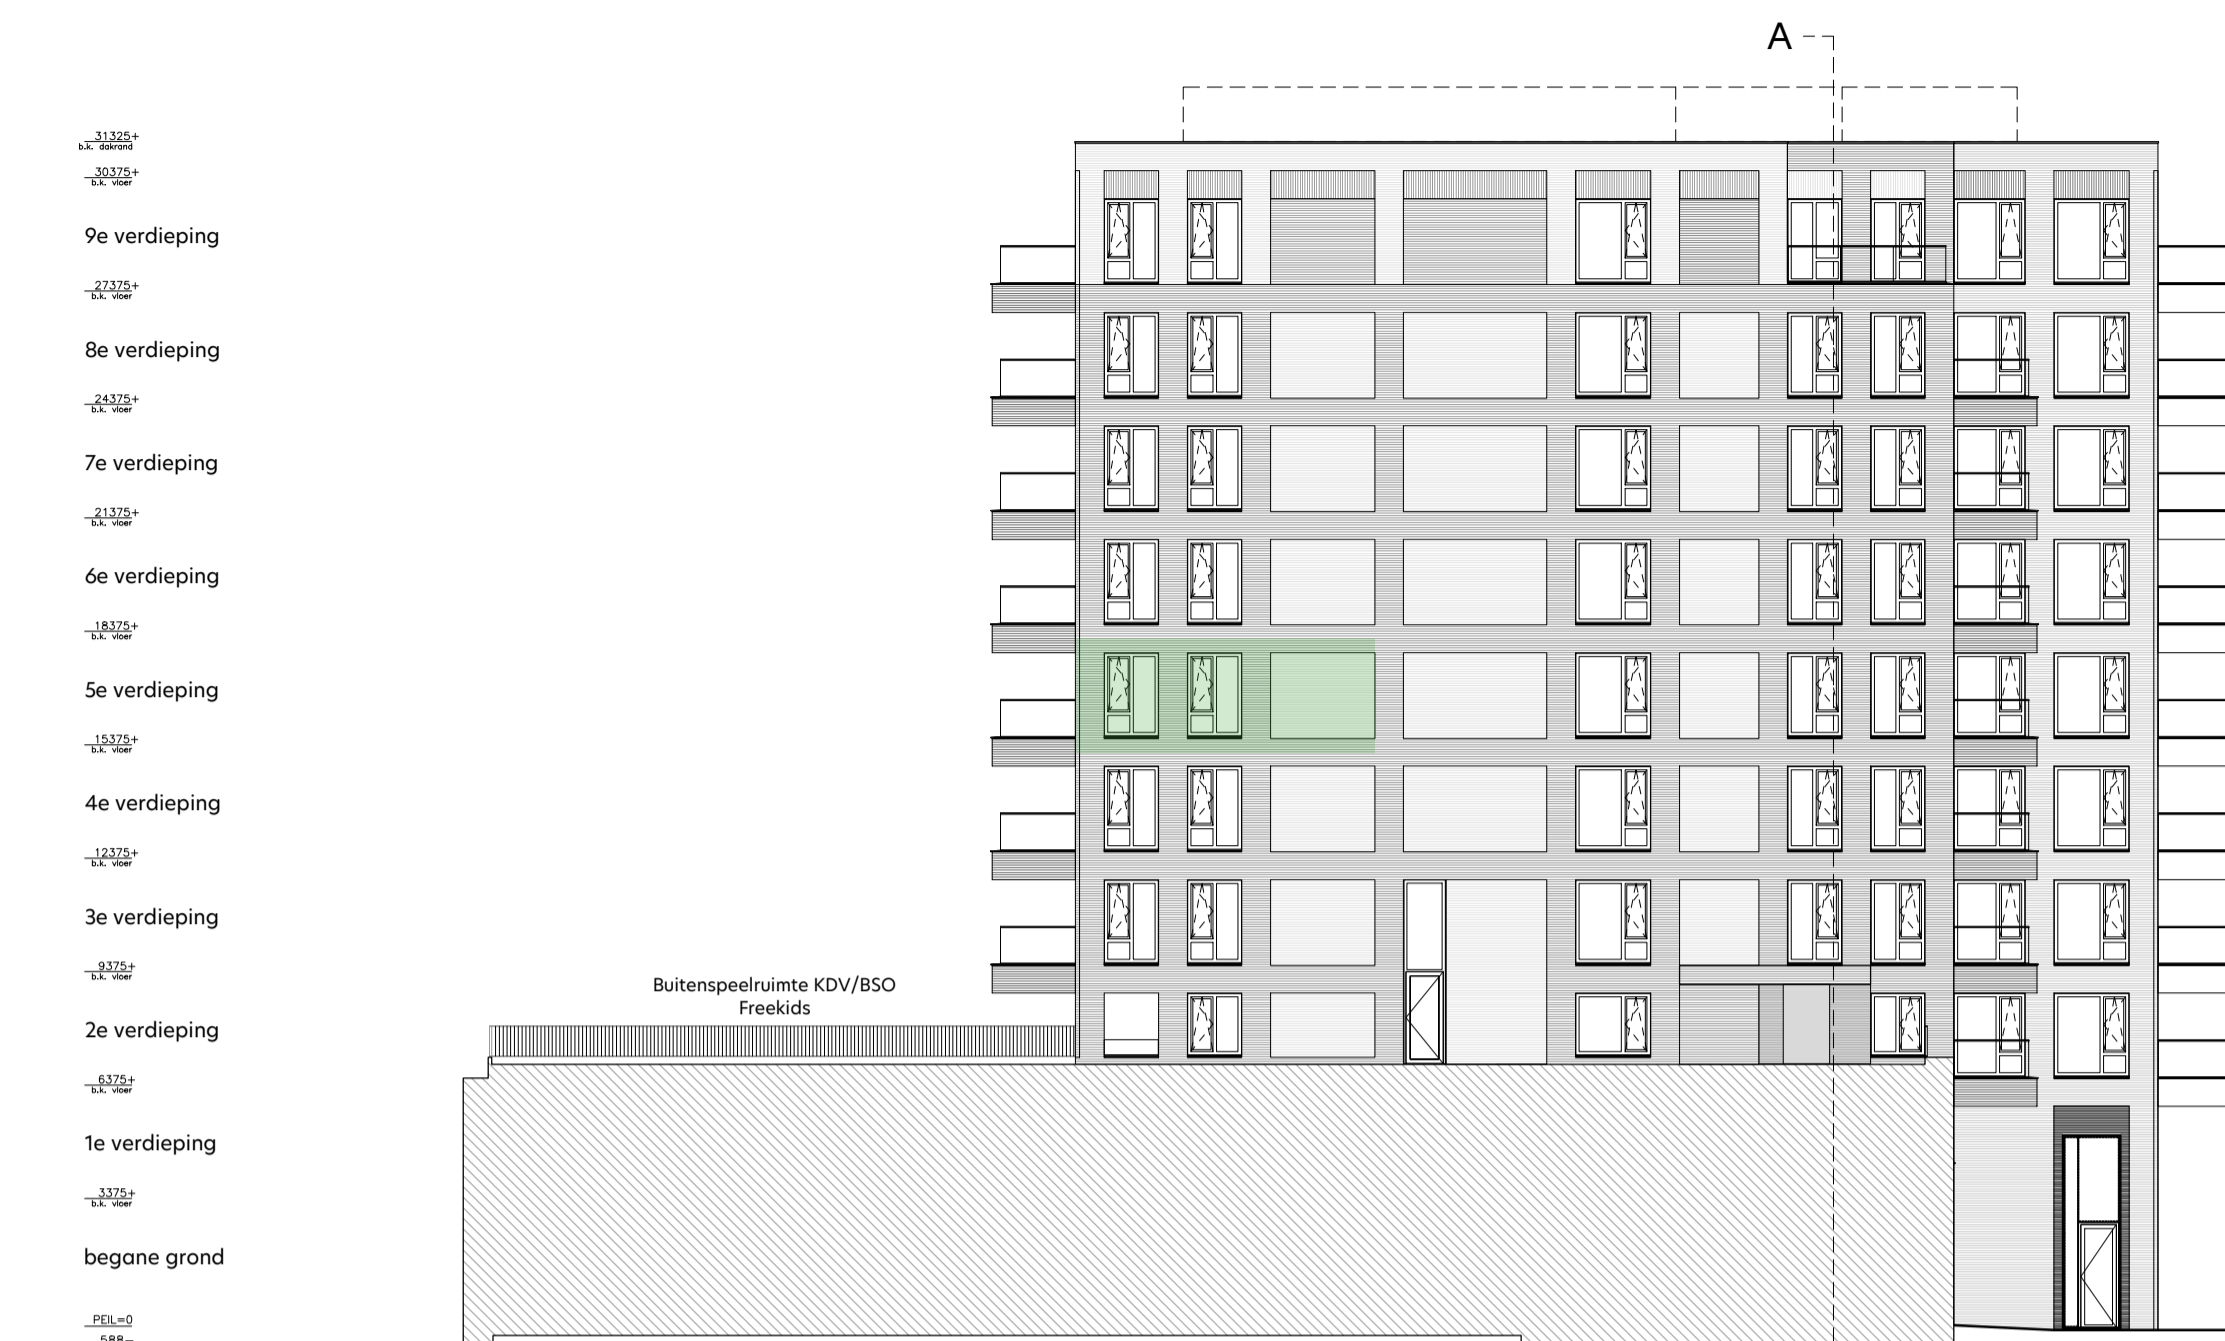 A
31325+
b.k. dakrand
30375+
b.k. vloer
9e verdieping
27375+
b.k. vloer
8e verdieping
24375+
b.k. vloer
7e verdieping
21375+
b.k. vloer
6e verdieping
18375+
b.k. vloer
5e verdieping
15375+
b.k. vloer
4e verdieping
12375+
b.k. vloer
3e verdieping
9375+
b.k. vloer
Buitenspeelruimte KDV/BSO
Freekids
2e verdieping
6375+
b.k. vloer
1e verdieping
3375+
b.k. vloer
begane grond
PEIL=0
588-